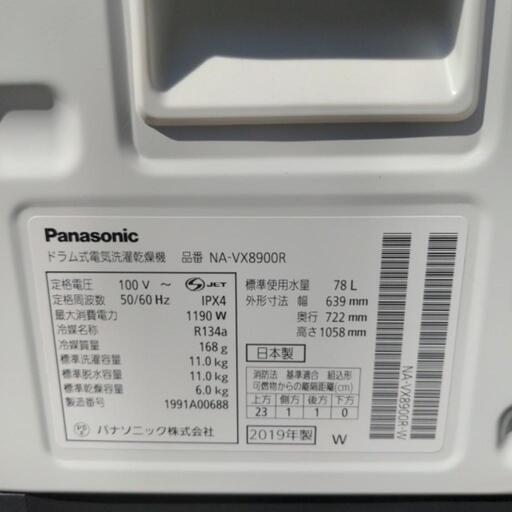 Panasonic
ドラム式電気洗濯乾燥機 品番 NA-VX8900R
定格電圧 100 V ～
定格周波数 50/60 Hz
S JET
IPX4
最大消費電力 1190 W
冷媒名称 R134a
冷媒質量 168 g
標準洗濯容量 11.0 kg
標準脱水容量 11.0 kg
標準乾燥容量 6.0 kg
製造番号 1991A00688
パナソニック株式会社
標準使用水量 78 L
外形寸法 幅 639 mm
奥行 722 mm
高さ 1058 mm
日本製
消防法 基準適合 組込形
可燃物からの離隔距離(cm)
上方 側方 後方 下方
23 1 1 0
2019年製 W
NA-VX8900R-W